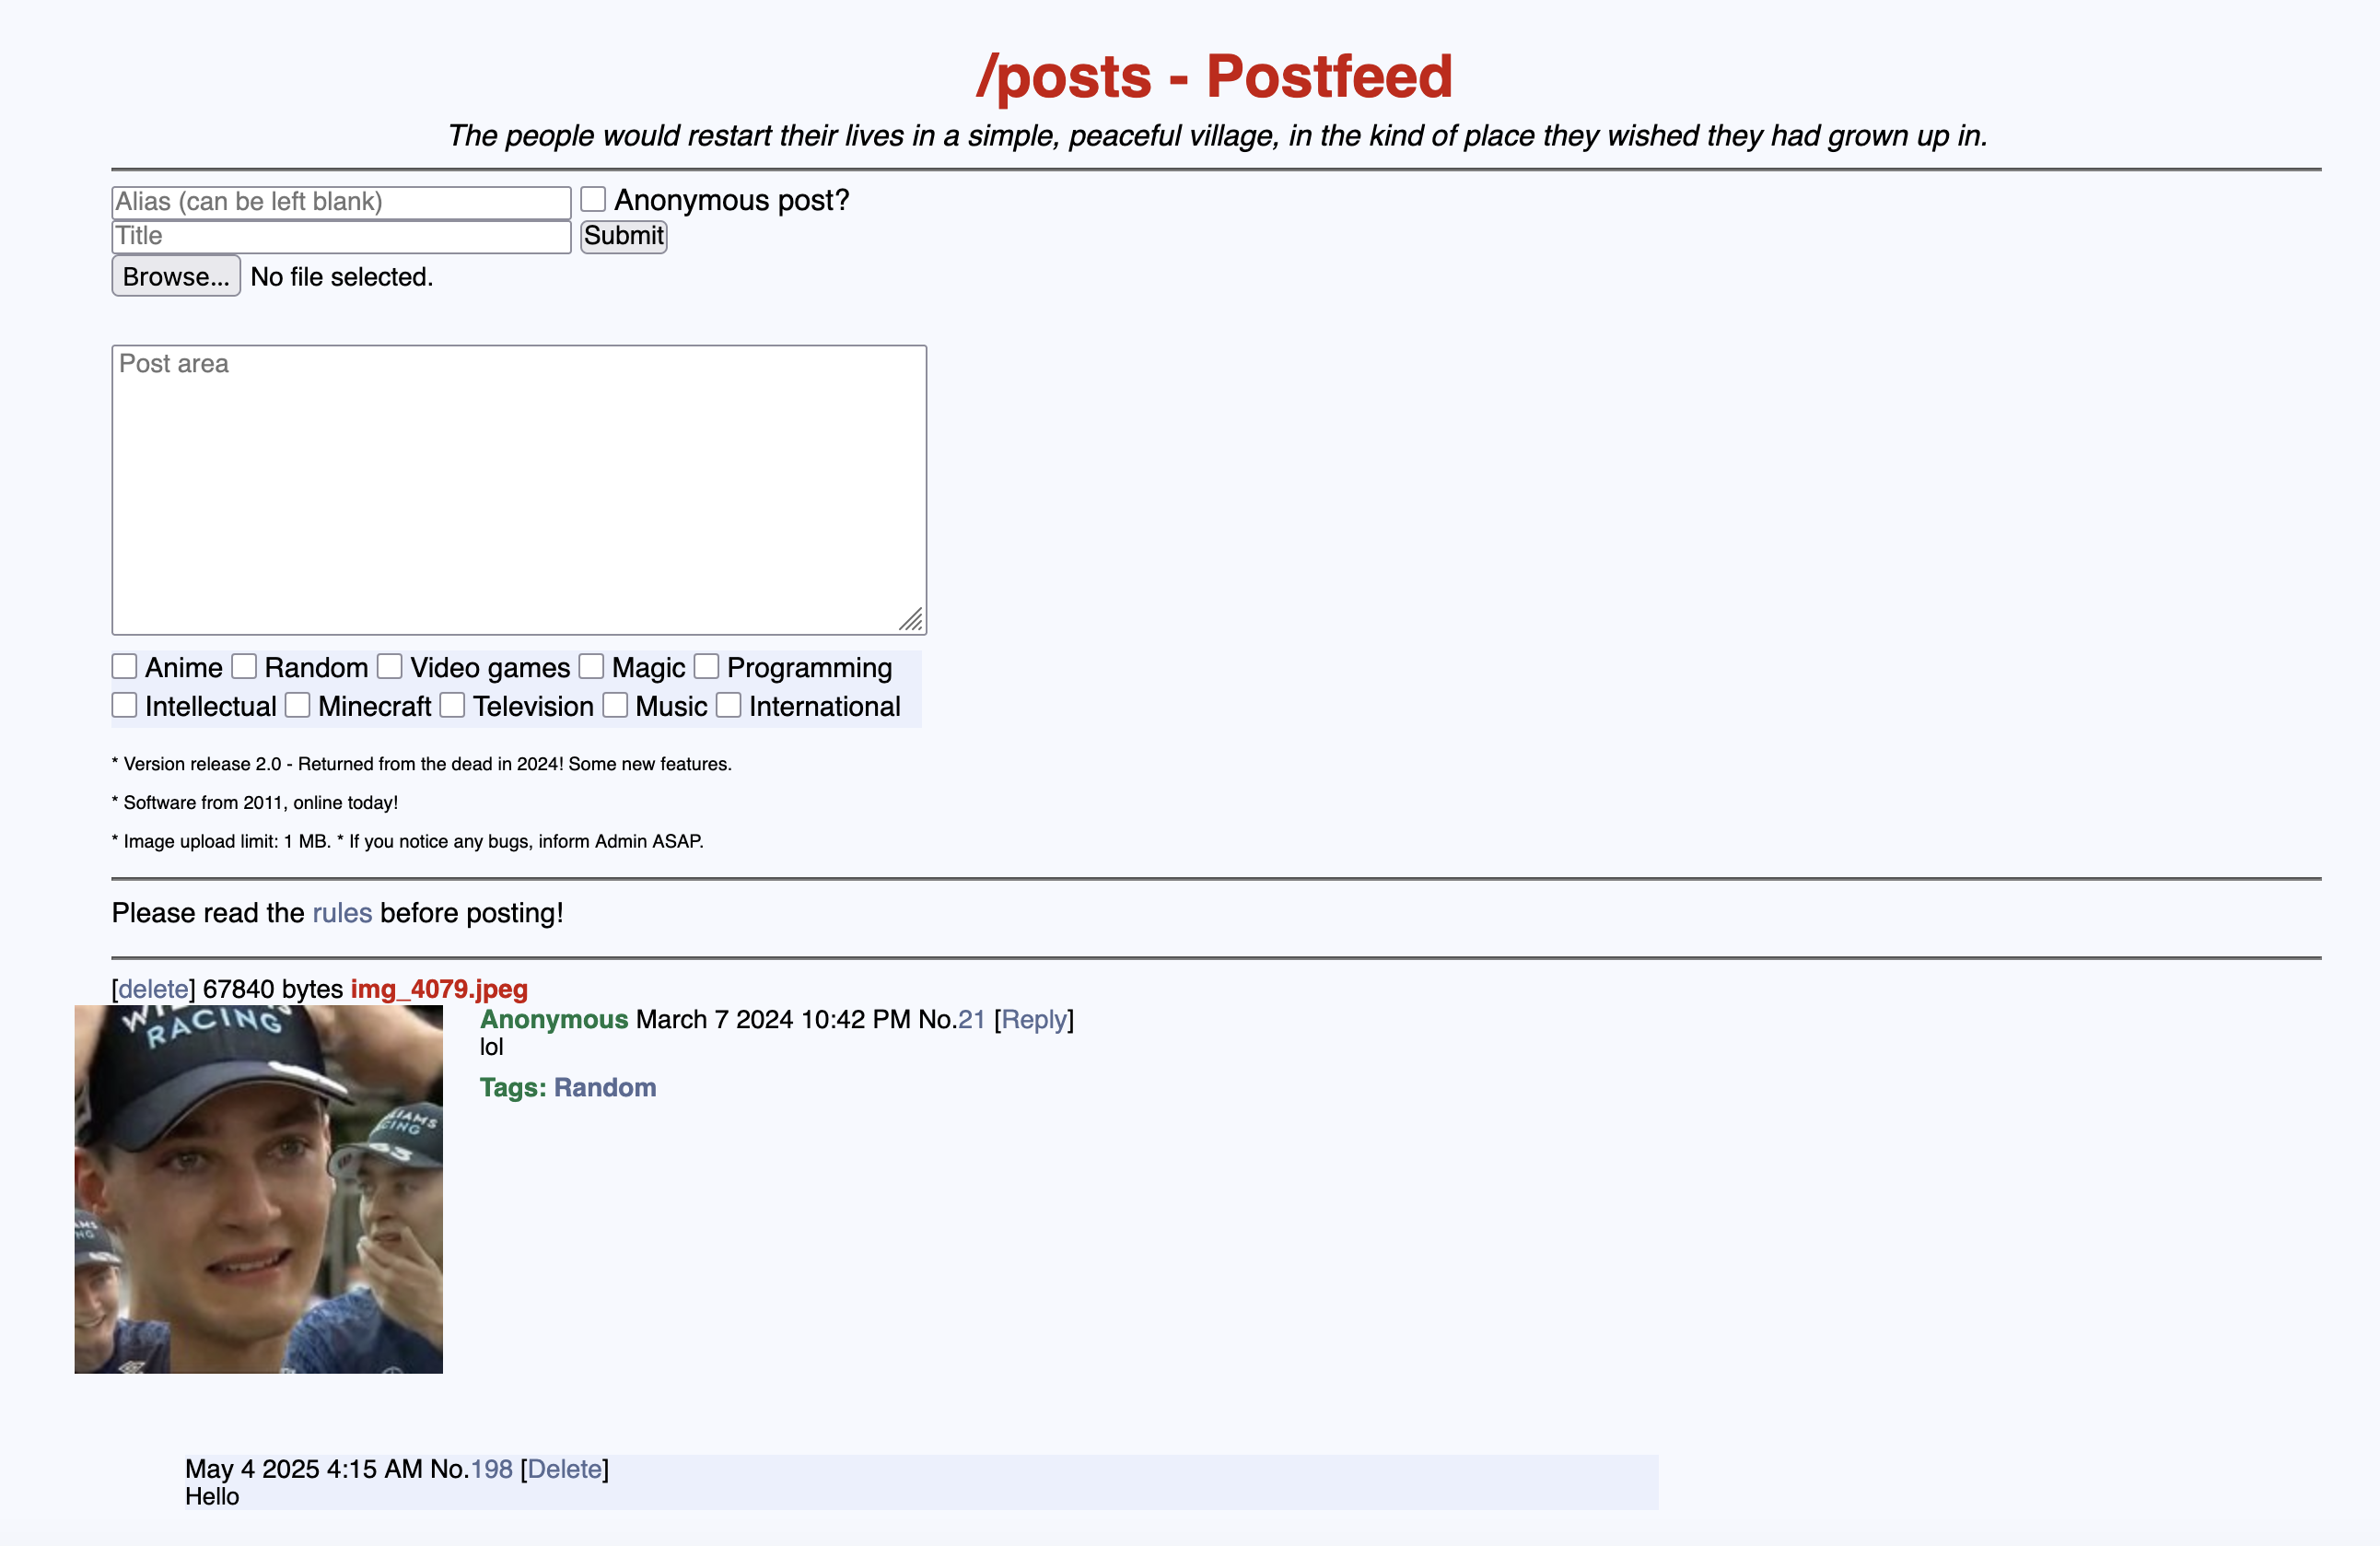 /posts - Postfeed
The people would restart their lives in a simple, peaceful village, in the kind of place they wished they had grown up in.
Alias (can be left blank) Anonymous post?
Title Submit
Browse... No file selected.
Post area
Anime Random Video games Magic Programming
Intellectual Minecraft Television Music International
* Version release 2.0 - Returned from the dead in 2024! Some new features.
* Software from 2011, online today!
* Image upload limit: 1 MB. * If you notice any bugs, inform Admin ASAP.
Please read the rules before posting!
[delete] 67840 bytes img_4079.jpeg
RACING
Anonymous March 7 2024 10:42 PM No.21 [Reply]
lol
Tags: Random
May 4 2025 4:15 AM No.198 [Delete]
Hello